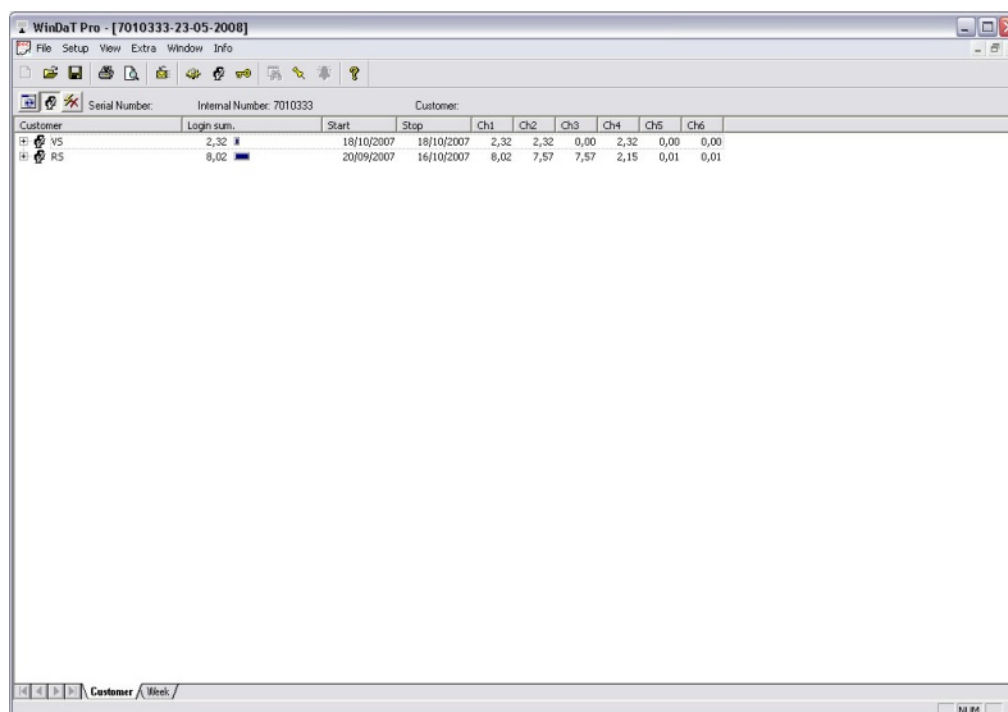 WinDaT Pro - [7010333-23-05-2008]
File Setup View Extra Window Info
Serial Number: Internal Number: 7010333 Customer:
Customer Login sum. Start Stop Ch1 Ch2 Ch3 Ch4 Ch5 Ch6
VS 2,32 18/10/2007 18/10/2007 2,32 2,32 0,00 2,32 0,00 0,00
RS 8,02 20/09/2007 16/10/2007 8,02 7,57 7,57 2,15 0,01 0,01
Customer Week
NUM